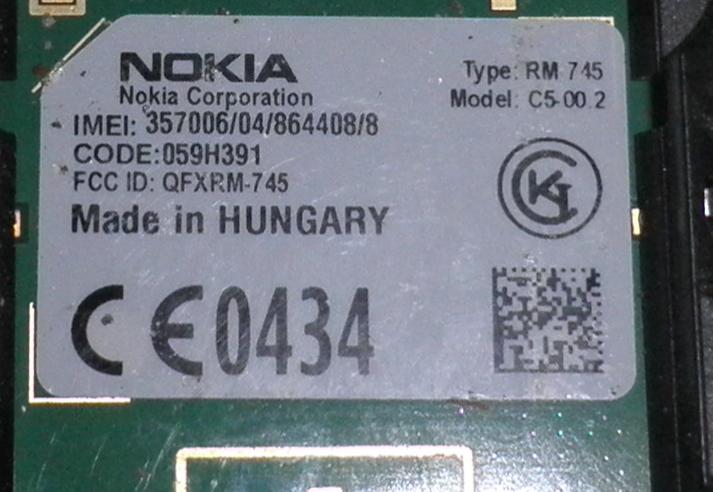 NOKIA
Nokia Corporation
Type: RM-745
Model: C5-00.2
IMEI: 357006/04/864408/8
CODE:059H391
FCC ID: QFXRM-745
Made in HUNGARY
CE0434